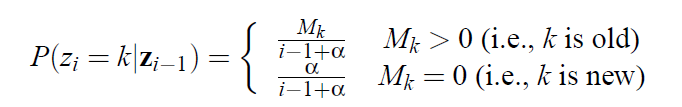 P(z_i = k|𝐳_{i−1}) = { M_k / (i−1+α)   M_k > 0 (i.e., k is old)
α / (i−1+α)   M_k = 0 (i.e., k is new)